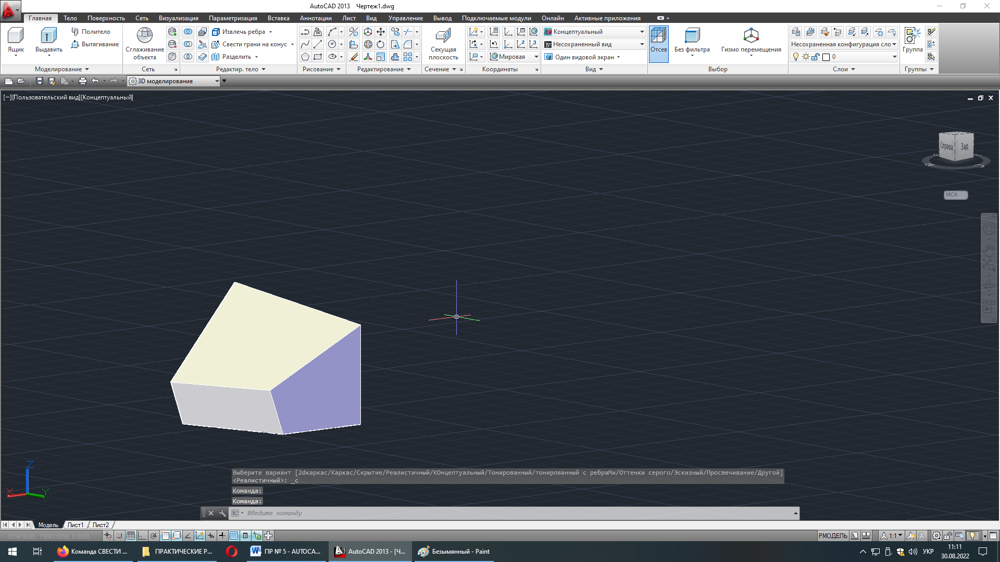 AutoCAD 2013 Чертеж1.dwg
Главная Тело Поверхность Сеть Визуализация Параметризация Вставка Аннотации Лист Вид Управление Вывод Подключаемые модули Онлайн Активные приложения
Ящик
Выдавить
Политело
Вытягивание
Моделирование
Сглаживание
объекта
Сеть
Извлечь ребра
Свести грани на конус
Разделить
Редактир. тело
Рисование
Редактирование
Секущая
плоскость
Сечение
Мировая
Координаты
Концептуальный
Несохраненный вид
Один видовой экран
Вид
Отсев
Без фильтра
Гизмо перемещения
Выбор
Несохраненная конфигурация сло
0
Слои
Группа
Группы
3D моделирование
[−][Пользовательский вид][Концептуальный]
Справа Зад
МСК
Z
X Y
Выберите вариант [2dкаркас/Каркас/Скрытие/Реалистичный/КОнцептуальный/Тонированный/тонированный с ребраМи/Оттенки серого/Эскизный/Просвечивание/Другой]
<Реалистичный>: _c
Команда:
Команда:
Введите команду
Модель Лист1 Лист2
-9194.6630, 19843.0098, 0.0000
РМОДЕЛЬ
1:1
Команда СВЕСТИ ...
ПРАКТИЧЕСКИЕ Р...
ПР № 5 - AUTOCA...
AutoCAD 2013 - [Ч...
Безымянный - Paint
УКР
11:11
30.08.2022